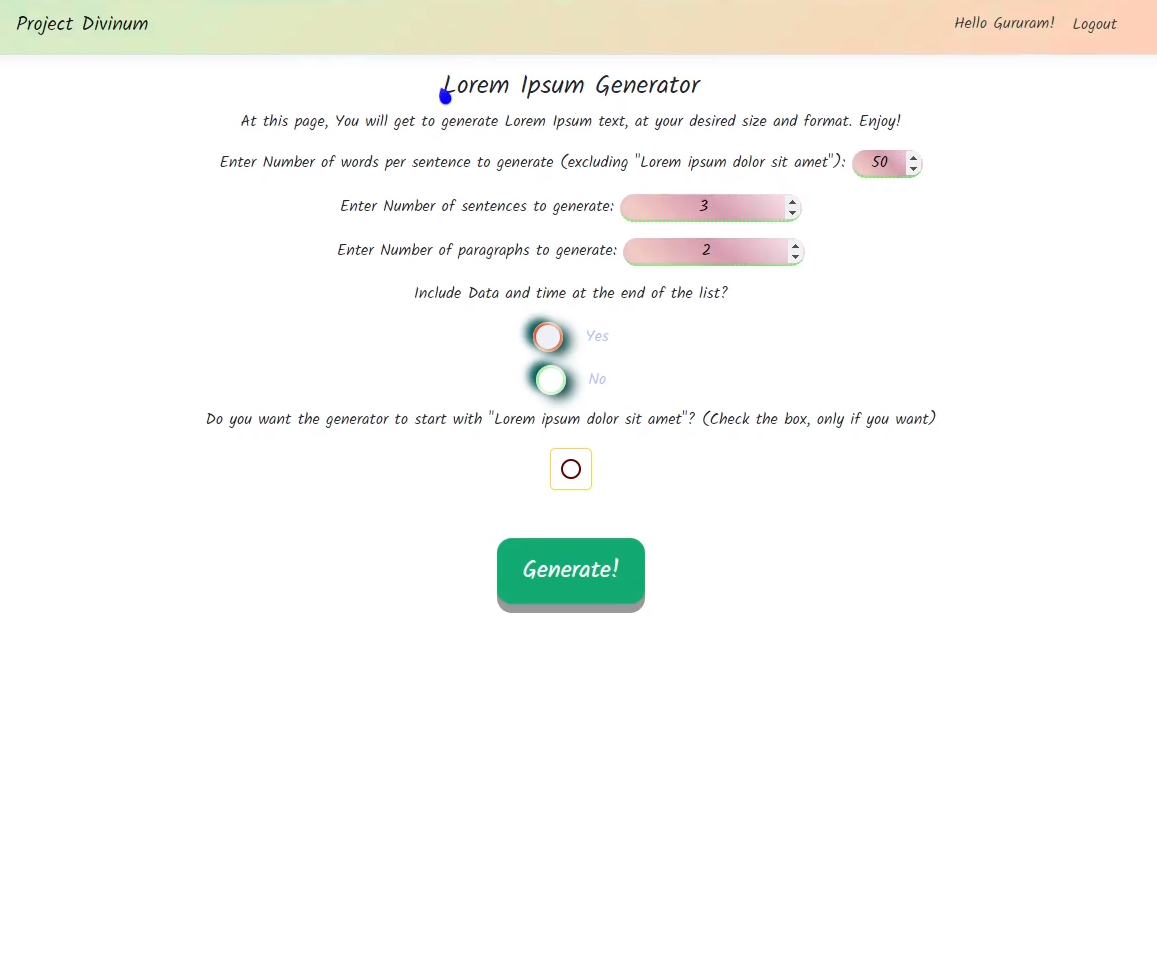 Project Divinum
Hello Gururam! Logout
Lorem Ipsum Generator
At this page, You will get to generate Lorem Ipsum text, at your desired size and format. Enjoy!
Enter Number of words per sentence to generate (excluding "Lorem ipsum dolor sit amet"): 50
Enter Number of sentences to generate: 3
Enter Number of paragraphs to generate: 2
Include Data and time at the end of the list?
Yes
No
Do you want the generator to start with "Lorem ipsum dolor sit amet"? (Check the box, only if you want)
Generate!